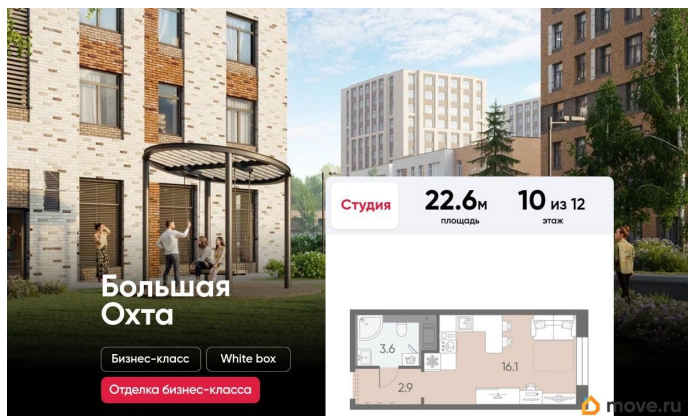 Студия
22.6м
площадь
10 из 12
этаж
Большая
Охта
Бизнес-класс
White box
Отделка бизнес-класса
3.6
2.9
16.1
move.ru